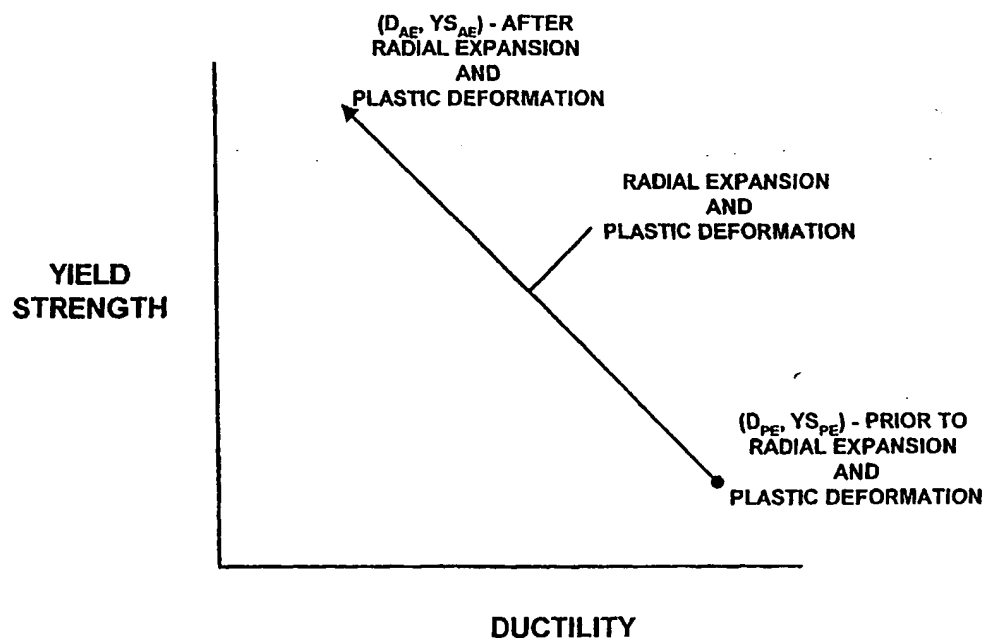 (D_AE, YS_AE) - AFTER
RADIAL EXPANSION
AND
PLASTIC DEFORMATION
RADIAL EXPANSION
AND
PLASTIC DEFORMATION
YIELD
STRENGTH
(D_PE, YS_PE) - PRIOR TO
RADIAL EXPANSION
AND
PLASTIC DEFORMATION
DUCTILITY